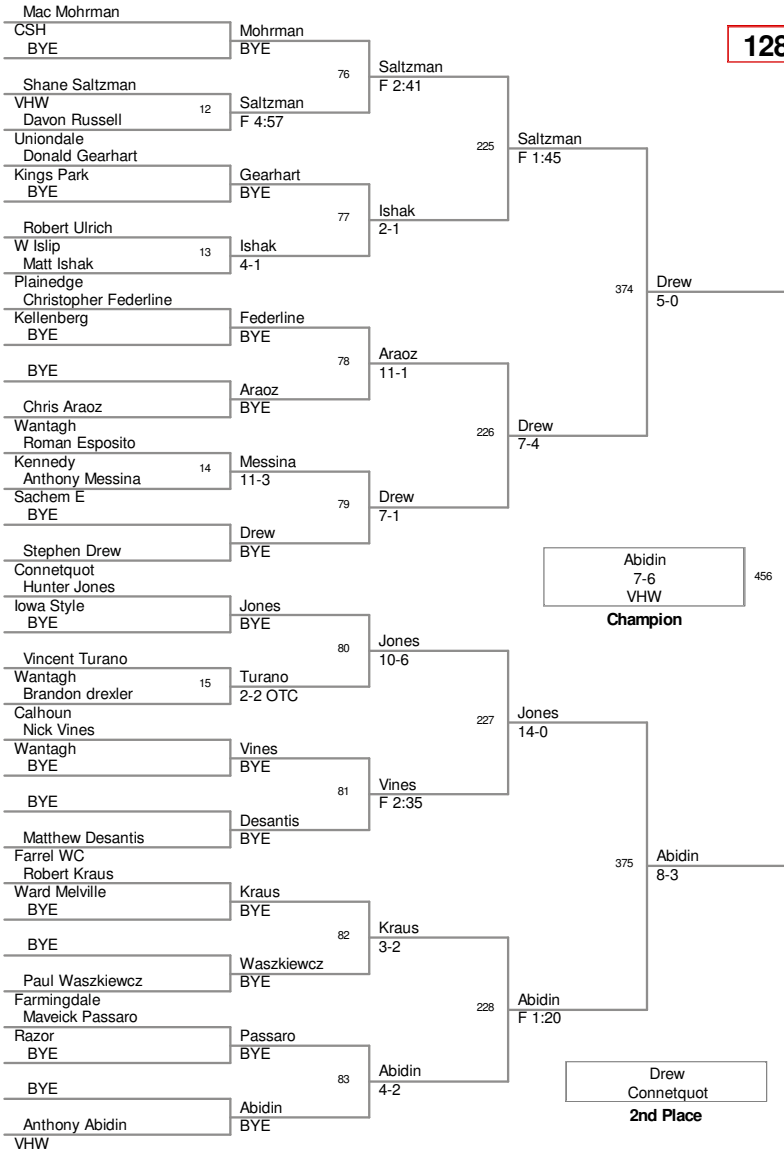 Mac Mohrman
CSH
BYE
Mohrman
BYE
76
Saltzman
F 2:41
Shane Saltzman
VHW
Davon Russell
Uniondale
12
Saltzman
F 4:57
225
Saltzman
F 1:45
Donald Gearhart
Kings Park
BYE
Gearhart
BYE
77
Ishak
2-1
Robert Ulrich
W Islip
Matt Ishak
Plainedge
13
Ishak
4-1
374
Drew
5-0
Christopher Federline
Kellenberg
BYE
Federline
BYE
78
Araoz
11-1
BYE
Chris Araoz
Wantagh
Araoz
BYE
226
Drew
7-4
Roman Esposito
Kennedy
Anthony Messina
Sachem E
14
Messina
11-3
79
Drew
7-1
BYE
Stephen Drew
Connetquot
Drew
BYE
128
Abidin
7-6
VHW
456
Champion
Hunter Jones
Iowa Style
BYE
Jones
BYE
80
Jones
10-6
Vincent Turano
Wantagh
Brandon drexler
Calhoun
15
Turano
2-2 OTC
227
Jones
14-0
Nick Vines
Wantagh
BYE
Vines
BYE
81
Vines
F 2:35
BYE
Matthew Desantis
Farrel WC
Desantis
BYE
375
Abidin
8-3
Robert Kraus
Ward Melville
BYE
Kraus
BYE
82
Kraus
3-2
BYE
Paul Waszkiewcz
Farmingdale
Waszkiewcz
BYE
228
Abidin
F 1:20
Maveick Passaro
Razor
BYE
Passaro
BYE
83
Abidin
4-2
BYE
Anthony Abidin
VHW
Abidin
BYE
Drew
Connetquot
2nd Place